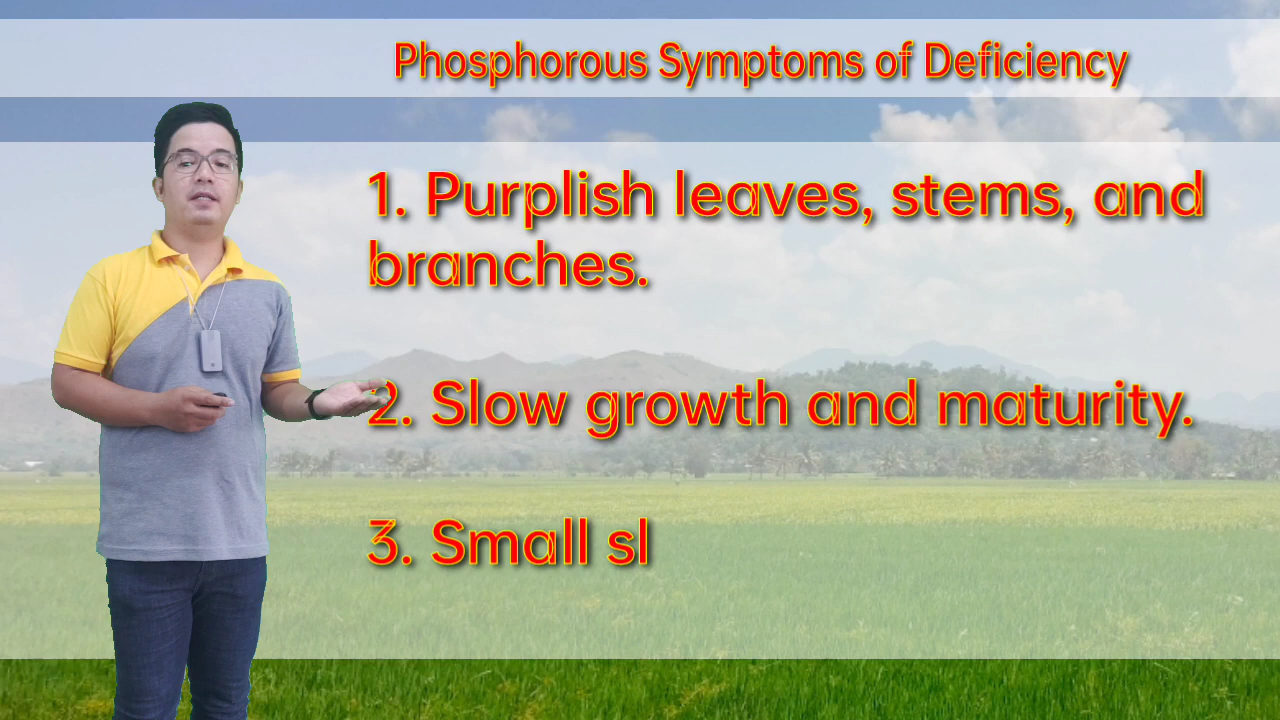 Phosphorous Symptoms of Deficiency
1. Purplish leaves, stems, and
branches.
2. Slow growth and maturity.
3. Small sl